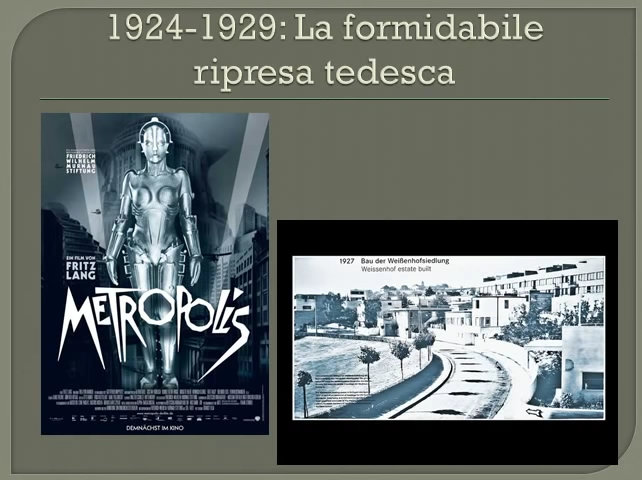 1924-1929: La formidabile
ripresa tedesca
FRIEDRICH
WILHELM
MURNAU
STIFTUNG
EIN FILM VON
FRITZ
LANG
METROPOLIS
DEMNÄCHST IM KINO
1927 Bau der Weißenhofsiedlung
Weissenhof estate built